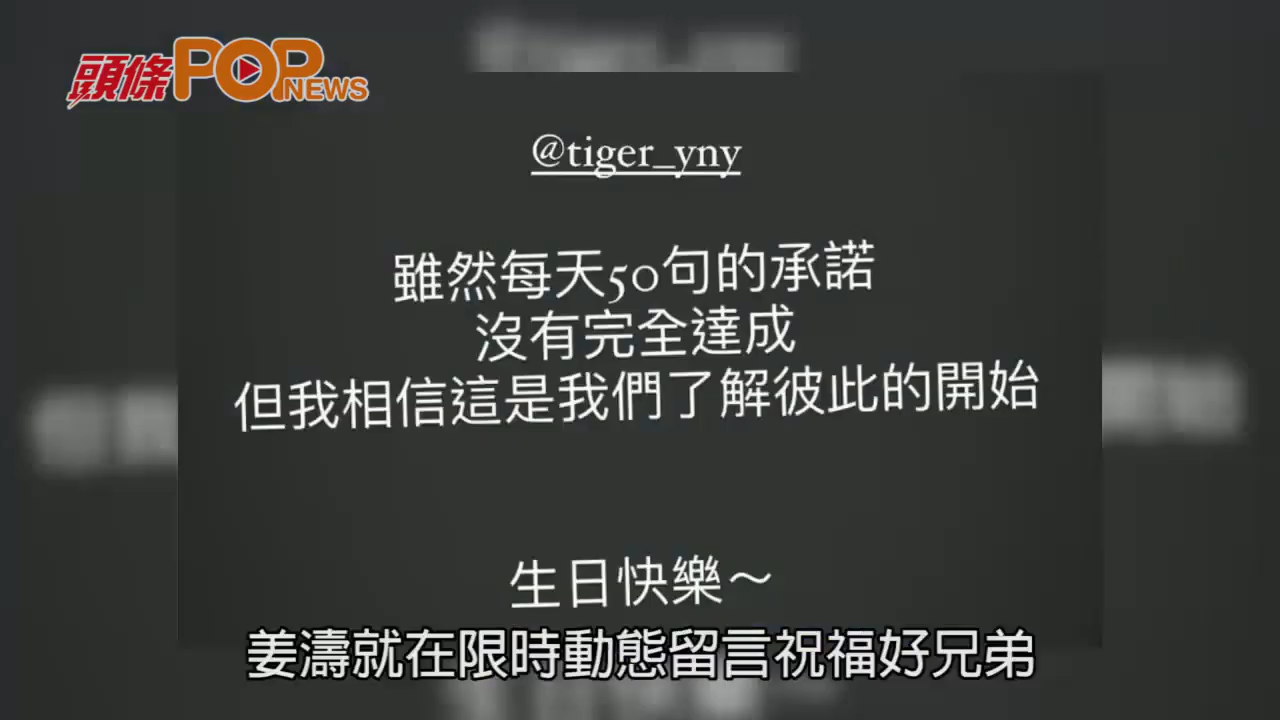 頭條POPNEWS
@tiger_yny
雖然每天50句的承諾
沒有完全達成
但我相信這是我們了解彼此的開始
生日快樂～
姜濤就在限時動態留言祝福好兄弟